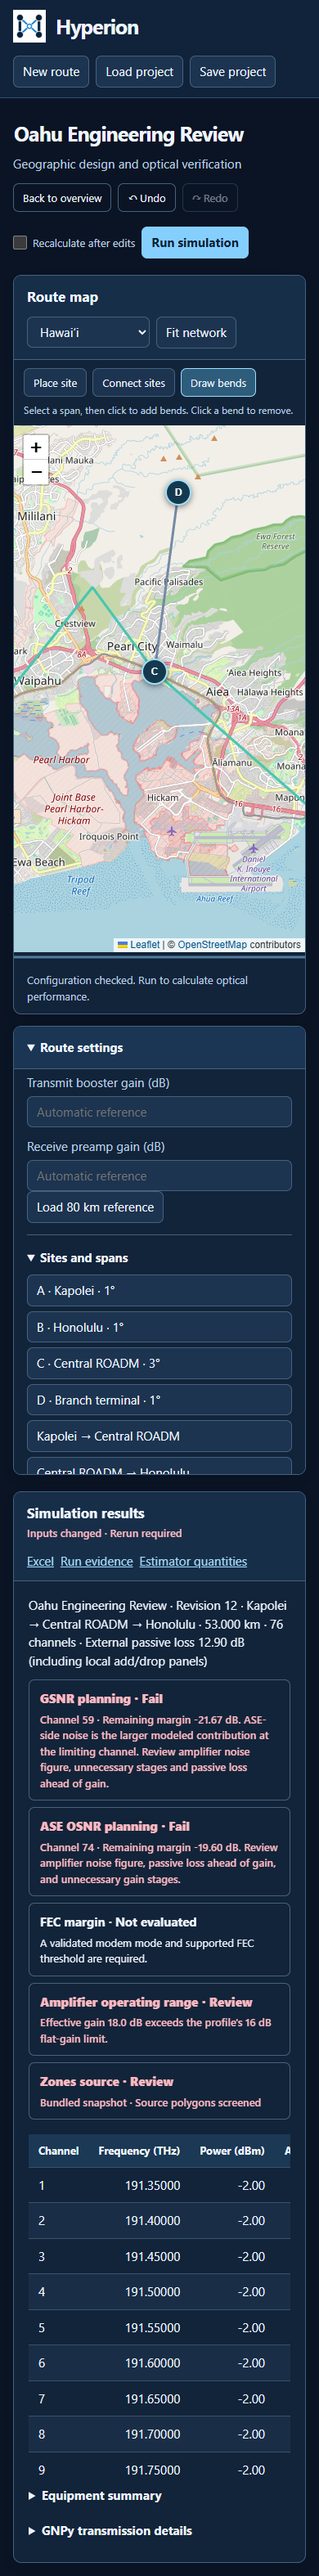 Hyperion
New route
Load project
Save project
Oahu Engineering Review
Geographic design and optical verification
Back to overview
↶ Undo
↷ Redo
Recalculate after edits
Run simulation
Route map
Hawai‘i
Fit network
Place site
Connect sites
Draw bends
Select a span, then click to add bends. Click a bend to remove.
+
−
Mauka
Mililani
D
Ewa Forest
Reserve
Pacific Palisades
Crestview
Pearl City
Waimalu
Waipahu
C
‘Aiea Heights
Aiea
Hālawa Heights
13A
Moana
Pearl Harbor
Āliamanu
Joint Base
Pearl Harbor-
Hickam
Hickam
16
16
Iroquois Point
Ewa Beach
Tripod
Reef
Daniel
K. Inouye
International
Airport
Ahua Reef
Leaflet | © OpenStreetMap contributors
Configuration checked. Run to calculate optical
performance.
▼ Route settings
Transmit booster gain (dB)
Automatic reference
Receive preamp gain (dB)
Automatic reference
Load 80 km reference
▼ Sites and spans
A · Kapolei · 1°
B · Honolulu · 1°
C · Central ROADM · 3°
D · Branch terminal · 1°
Kapolei → Central ROADM
Central ROADM → Honolulu
Simulation results
Inputs changed · Rerun required
Excel Run evidence Estimator quantities
Oahu Engineering Review · Revision 12 · Kapolei
→ Central ROADM → Honolulu · 53.000 km · 76
channels · External passive loss 12.90 dB
(including local add/drop panels)
GSNR planning · Fail
Channel 59 · Remaining margin -21.67 dB. ASE-
side noise is the larger modeled contribution at
the limiting channel. Review amplifier noise
figure, unnecessary stages and passive loss
ahead of gain.
ASE OSNR planning · Fail
Channel 74 · Remaining margin -19.60 dB. Review
amplifier noise figure, passive loss ahead of gain,
and unnecessary gain stages.
FEC margin · Not evaluated
A validated modem mode and supported FEC
threshold are required.
Amplifier operating range · Review
Effective gain 18.0 dB exceeds the profile's 16 dB
flat-gain limit.
Zones source · Review
Bundled snapshot · Source polygons screened
Channel Frequency (THz) Power (dBm) A
1 191.35000 -2.00
2 191.40000 -2.00
3 191.45000 -2.00
4 191.50000 -2.00
5 191.55000 -2.00
6 191.60000 -2.00
7 191.65000 -2.00
8 191.70000 -2.00
9 191.75000 -2.00
▶ Equipment summary
▶ GNPy transmission details